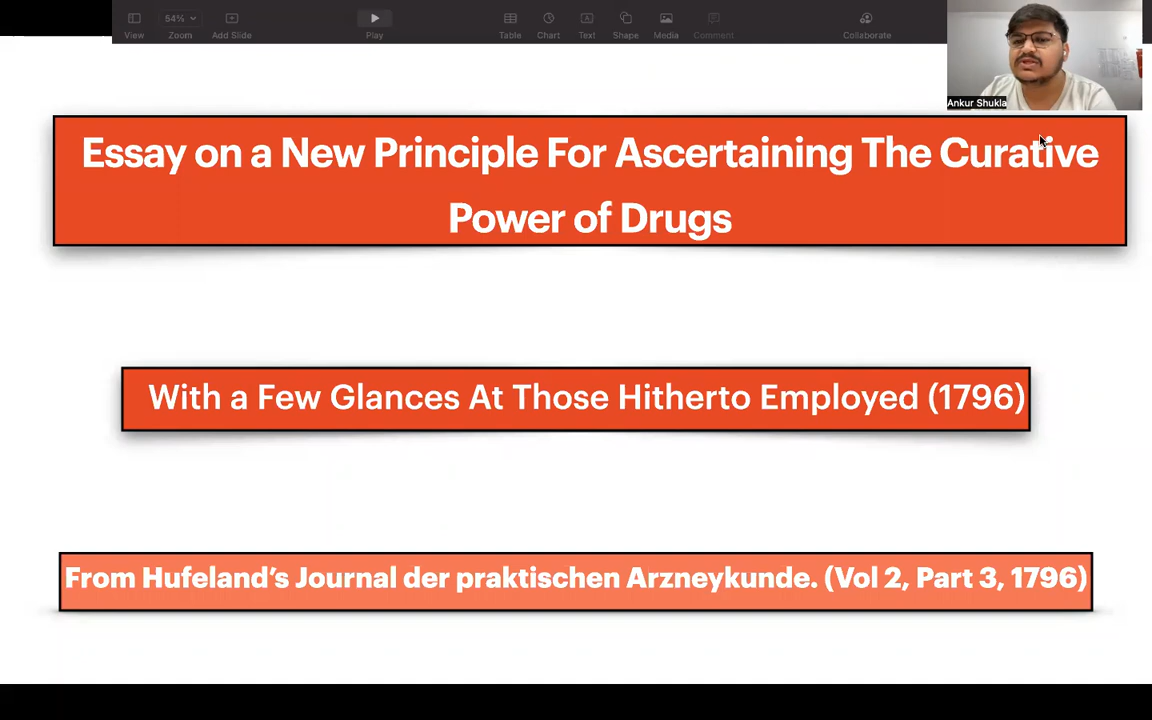 54%
View
Zoom
Add Slide
Play
Table
Chart
Text
Shape
Media
Comment
Collaborate
Ankur Shukla
Essay on a New Principle For Ascertaining The Curative
Power of Drugs
With a Few Glances At Those Hitherto Employed (1796)
From Hufeland’s Journal der praktischen Arzneykunde. (Vol 2, Part 3, 1796)